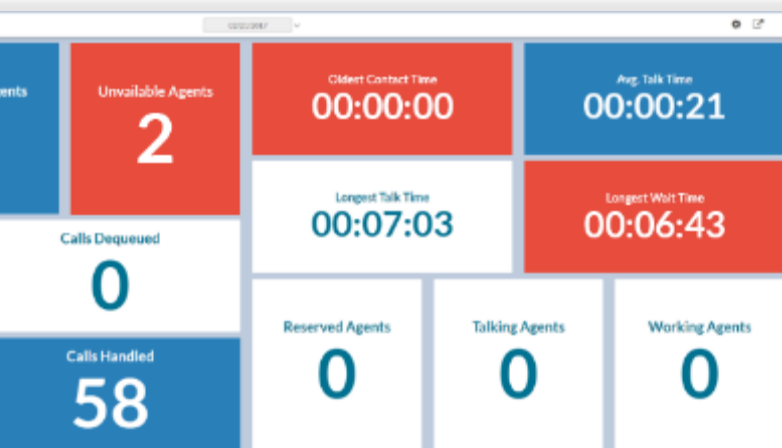 ents
Unvailable Agents
2
Oldest Contact Time
00:00:00
Avg. Talk Time
00:00:21
Longest Talk Time
00:07:03
Longest Wait Time
00:06:43
Calls Dequeued
0
Calls Handled
58
Reserved Agents
0
Talking Agents
0
Working Agents
0